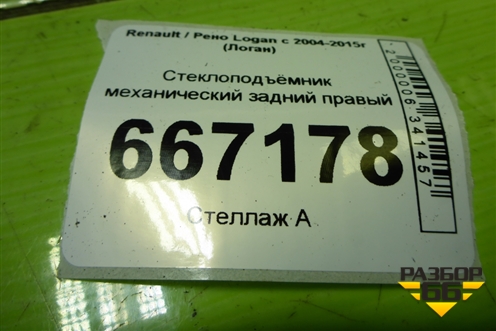 Renault / Рено Logan с 2004-2015г
(Логан)
Стеклоподъёмник
механический задний правый
667178
Стеллаж А
2000006341457
РАЗБОР
66